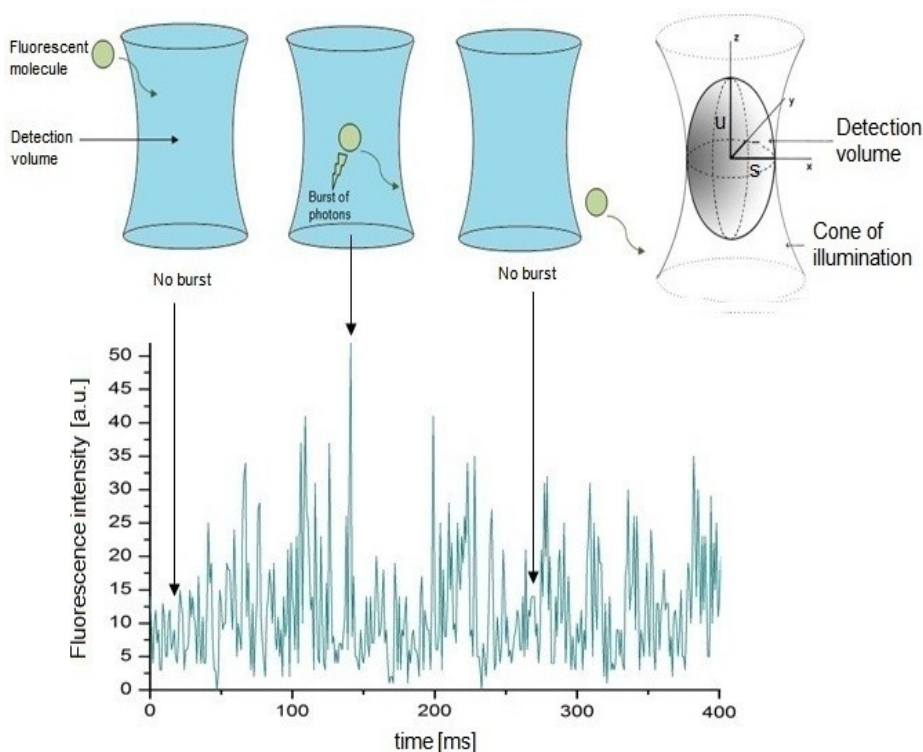 Fluorescent
molecule
Detection
volume
Burst of
photons
No burst
No burst
z
y
u
s
x
Detection
volume
Cone of
illumination
Fluorescence intensity [a.u.]
50
45
40
35
30
25
20
15
10
5
0
0
100
200
300
400
time [ms]